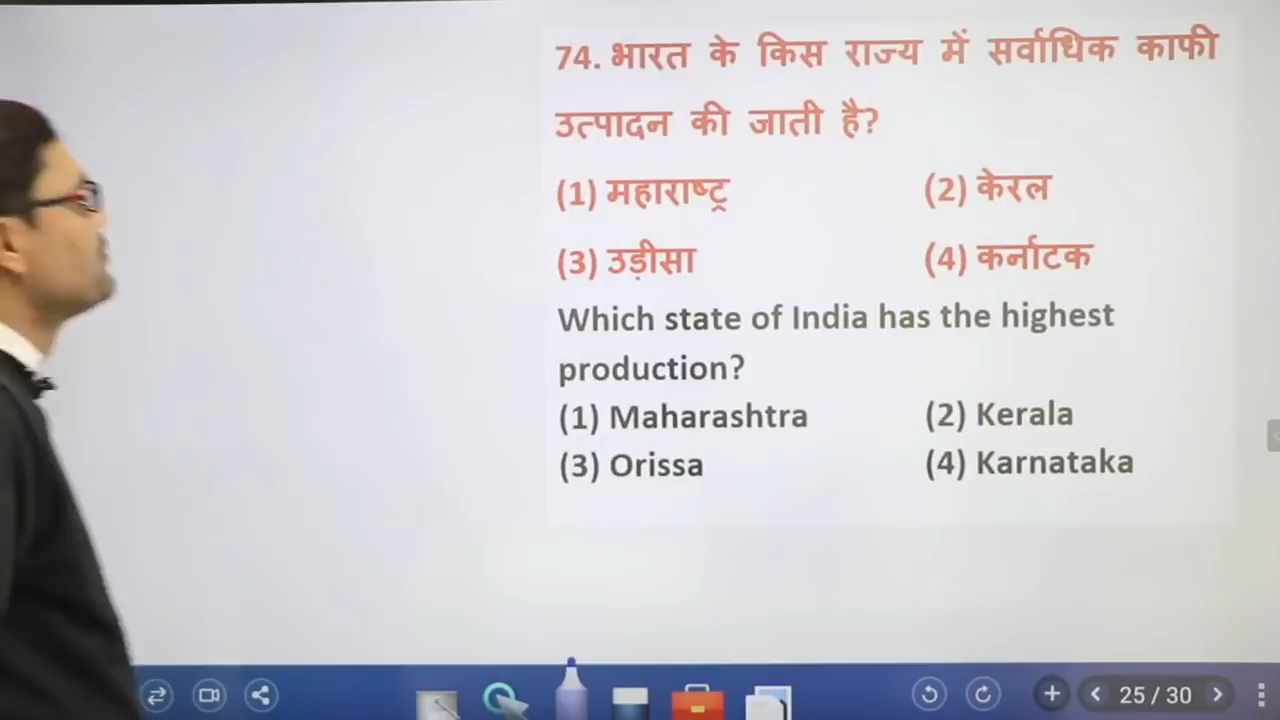 74. भारत के किस राज्य में सर्वाधिक काफी
उत्पादन की जाती है?
(1) महाराष्ट्र (2) केरल
(3) उड़ीसा (4) कर्नाटक
Which state of India has the highest
production?
(1) Maharashtra (2) Kerala
(3) Orissa (4) Karnataka
25 / 30